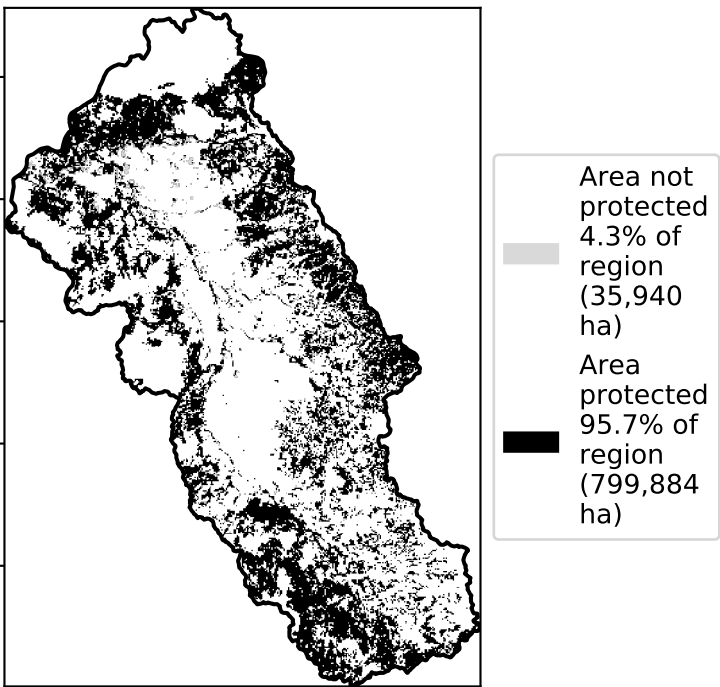 Area not
protected
4.3% of
region
(35,940
ha)
Area
protected
95.7% of
region
(799,884
ha)